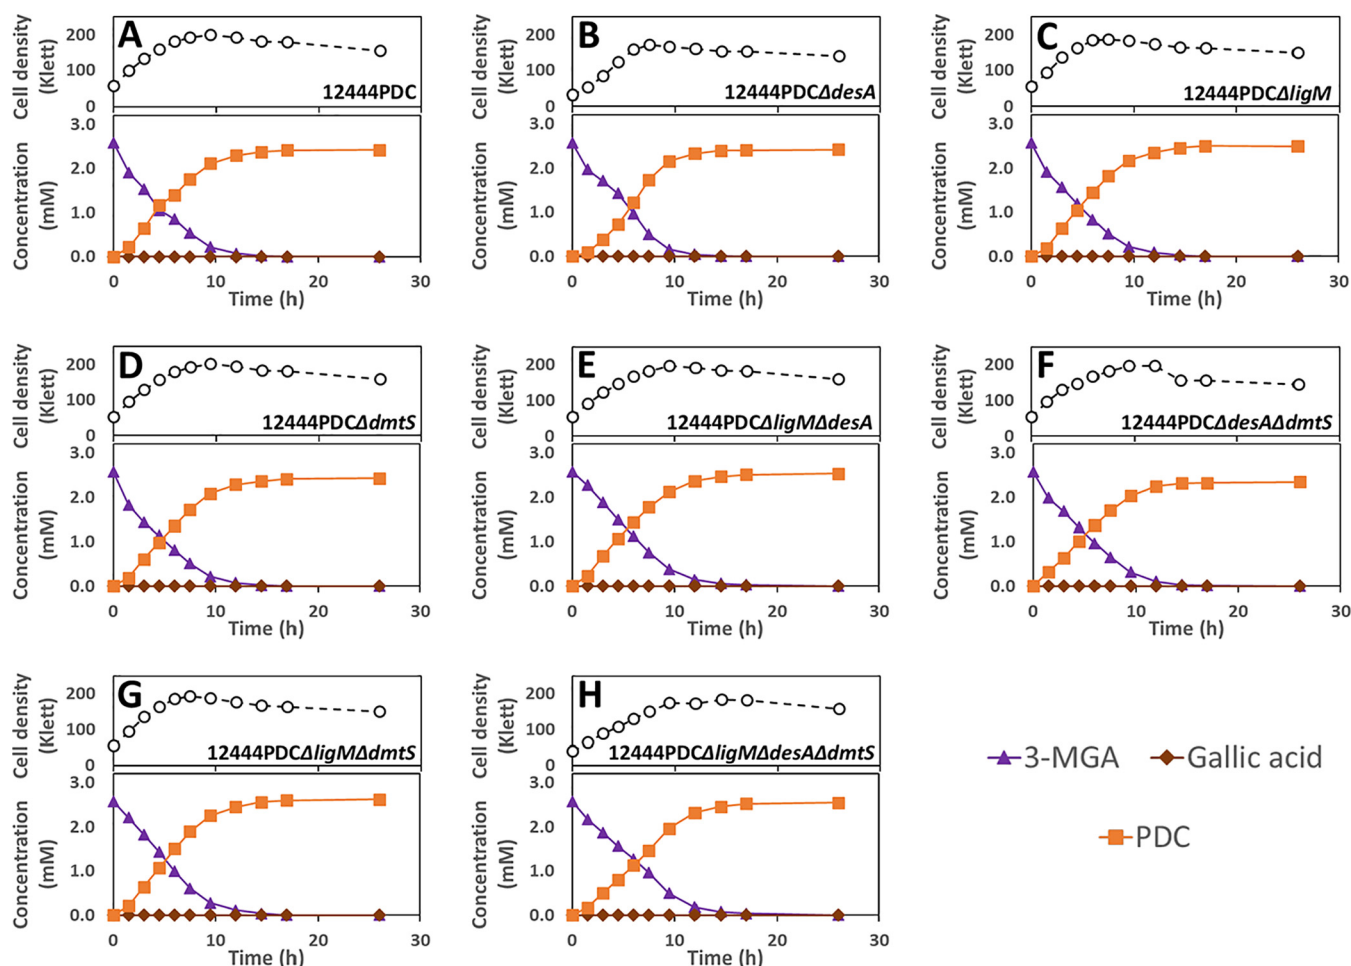 A
Cell density
(Klett)
200
100
0
12444PDC
Concentration
(mM)
3.0
2.0
1.0
0.0
0 10 20 30
Time (h)
B
Cell density
(Klett)
200
100
0
12444PDCΔdesA
Concentration
(mM)
3.0
2.0
1.0
0.0
0 10 20 30
Time (h)
C
Cell density
(Klett)
200
100
0
12444PDCΔligM
Concentration
(mM)
3.0
2.0
1.0
0.0
0 10 20 30
Time (h)
D
Cell density
(Klett)
200
100
0
12444PDCΔdmtS
Concentration
(mM)
3.0
2.0
1.0
0.0
0 10 20 30
Time (h)
E
Cell density
(Klett)
200
100
0
12444PDCΔligMΔdesA
Concentration
(mM)
3.0
2.0
1.0
0.0
0 10 20 30
Time (h)
F
Cell density
(Klett)
200
100
0
12444PDCΔdesAΔdmtS
Concentration
(mM)
3.0
2.0
1.0
0.0
0 10 20 30
Time (h)
G
Cell density
(Klett)
200
100
0
12444PDCΔligMΔdmtS
Concentration
(mM)
3.0
2.0
1.0
0.0
0 10 20 30
Time (h)
H
Cell density
(Klett)
200
100
0
12444PDCΔligMΔdesAΔdmtS
Concentration
(mM)
3.0
2.0
1.0
0.0
0 10 20 30
Time (h)
3-MGA Gallic acid
PDC